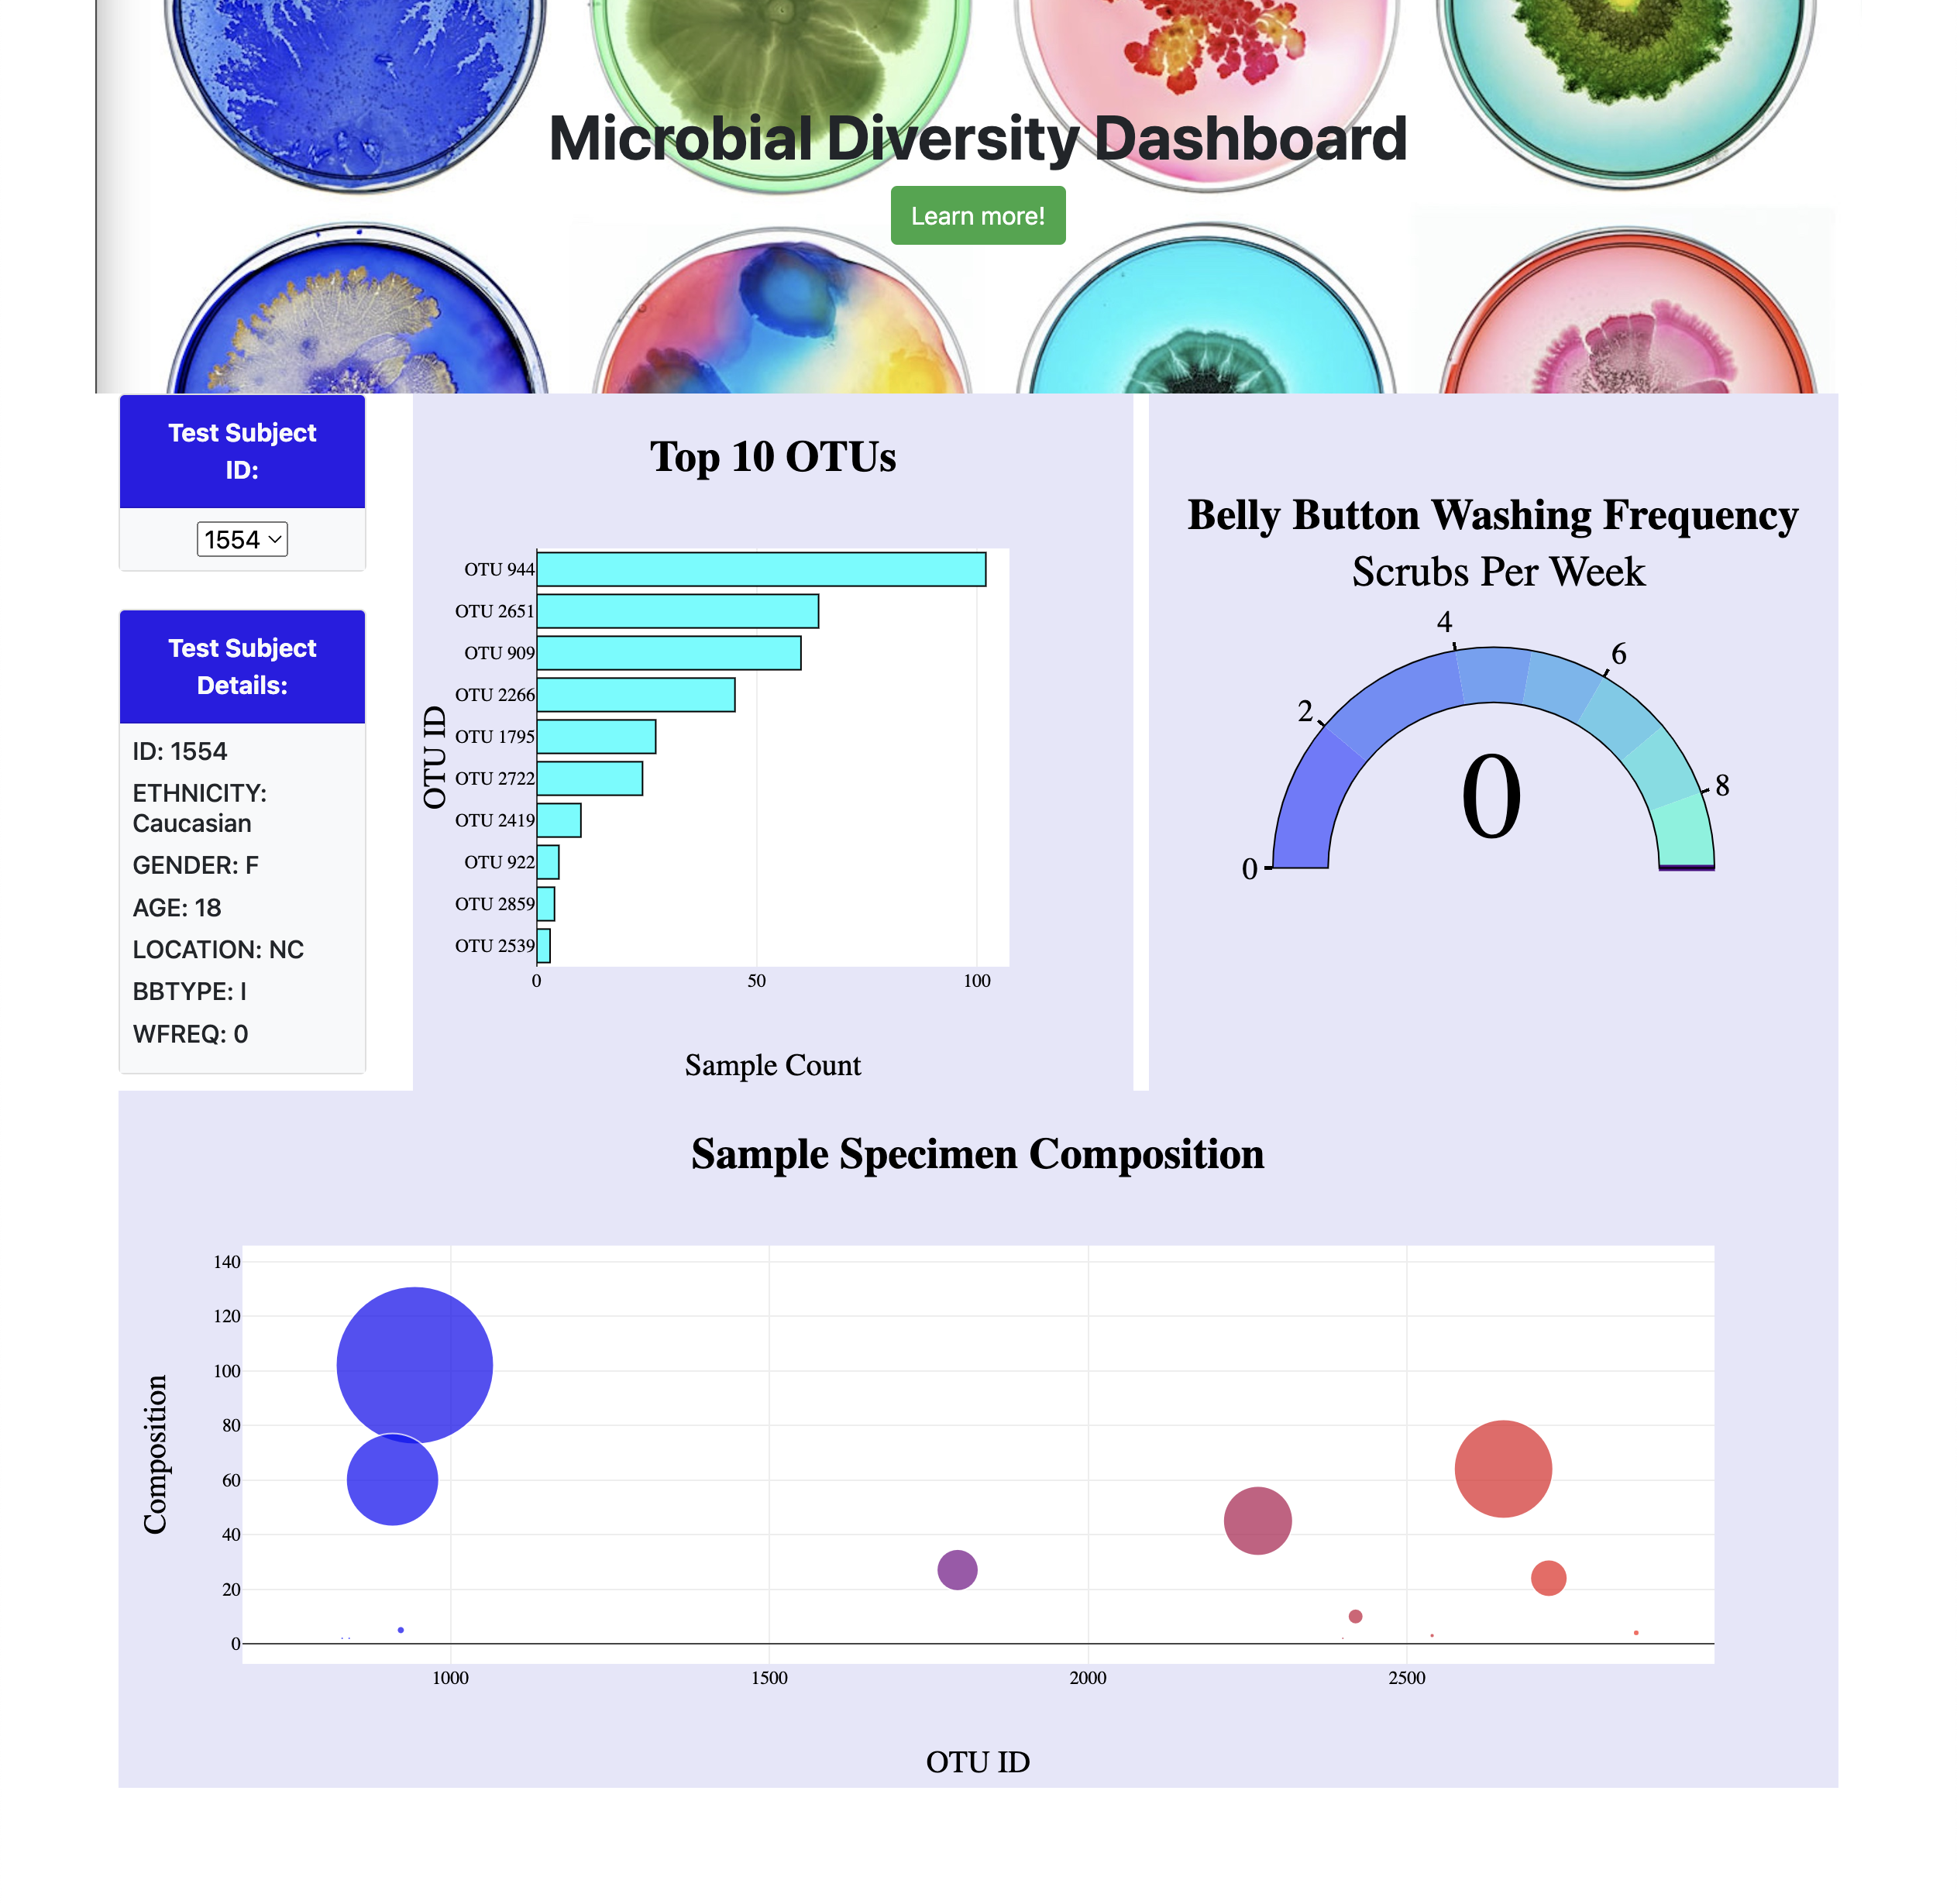 Microbial Diversity Dashboard
Learn more!
Test Subject
ID:
1554
Test Subject
Details:
ID: 1554
ETHNICITY:
Caucasian
GENDER: F
AGE: 18
LOCATION: NC
BBTYPE: I
WFREQ: 0
Top 10 OTUs
OTU ID
OTU 944
OTU 2651
OTU 909
OTU 2266
OTU 1795
OTU 2722
OTU 2419
OTU 922
OTU 2859
OTU 2539
0 50 100
Sample Count
Belly Button Washing Frequency
Scrubs Per Week
0
2
4
6
8
0
Sample Specimen Composition
Composition
140
120
100
80
60
40
20
0
1000 1500 2000 2500
OTU ID